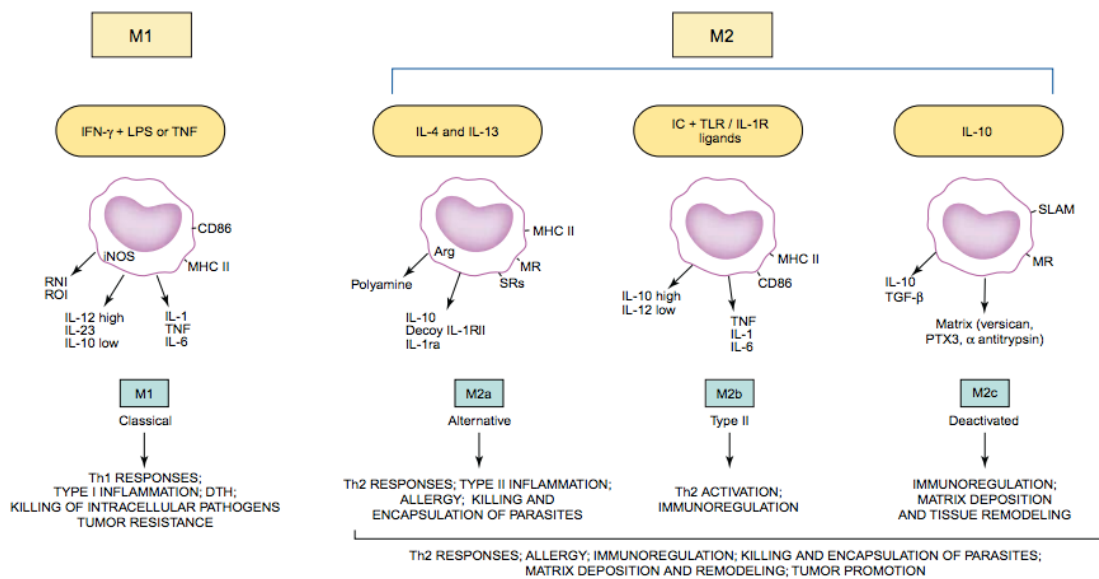 M1
M2
IFN-γ + LPS or TNF
IL-4 and IL-13
IC + TLR / IL-1R
ligands
IL-10
CD86
MHC II
iNOS
RNI
ROI
IL-12 high
IL-23
IL-10 low
IL-1
TNF
IL-6
MHC II
MR
SRs
Arg
Polyamine
IL-10
Decoy IL-1RII
IL-1ra
MHC II
CD86
IL-10 high
IL-12 low
TNF
IL-1
IL-6
SLAM
MR
IL-10
TGF-β
Matrix (versican,
PTX3, α antitrypsin)
M1
Classical
Th1 RESPONSES;
TYPE I INFLAMMATION; DTH;
KILLING OF INTRACELLULAR PATHOGENS
TUMOR RESISTANCE
M2a
Alternative
Th2 RESPONSES; TYPE II INFLAMMATION;
ALLERGY; KILLING AND
ENCAPSULATION OF PARASITES
M2b
Type II
Th2 ACTIVATION;
IMMUNOREGULATION
M2c
Deactivated
IMMUNOREGULATION;
MATRIX DEPOSITION
AND TISSUE REMODELING
Th2 RESPONSES; ALLERGY; IMMUNOREGULATION; KILLING AND ENCAPSULATION OF PARASITES;
MATRIX DEPOSITION AND REMODELING; TUMOR PROMOTION